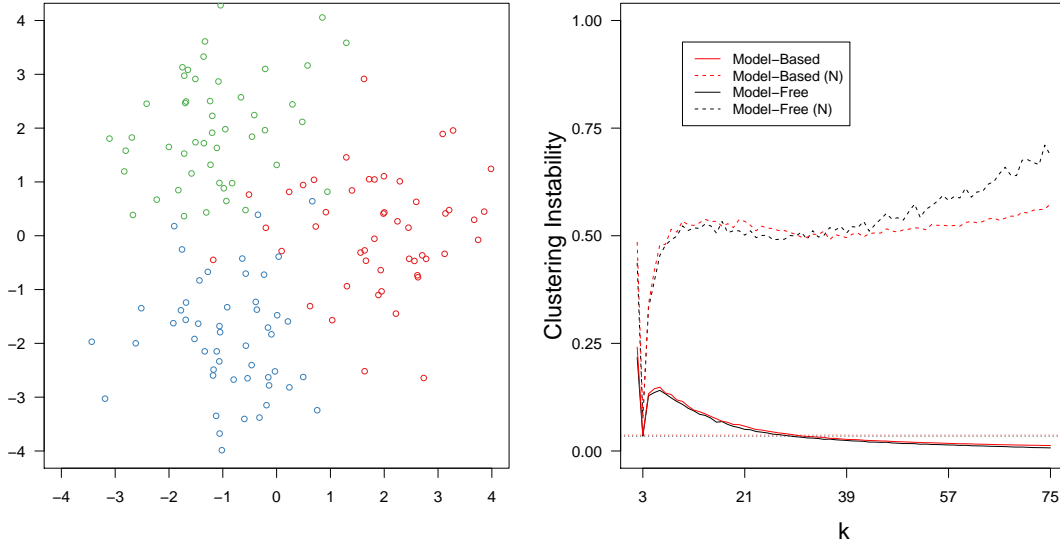 4
3
2
1
0
−1
−2
−3
−4
−4 −3 −2 −1 0 1 2 3 4
Clustering Instability
1.00
0.75
0.50
0.25
0.00
Model−Based
Model−Based (N)
Model−Free
Model−Free (N)
3 21 39 57 75
k